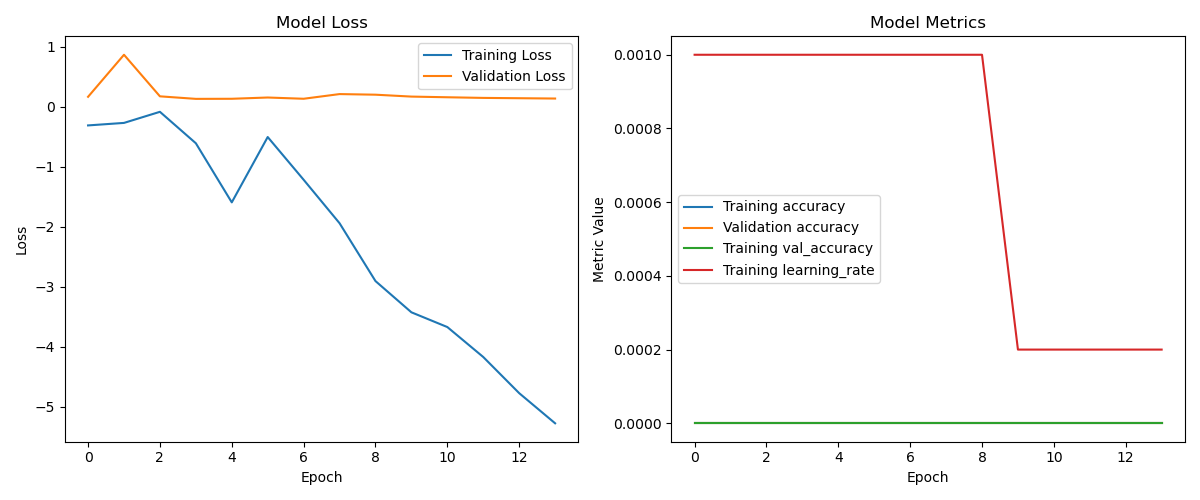 Model Loss
1
0
−1
−2
−3
−4
−5
Loss
Training Loss
Validation Loss
0 2 4 6 8 10 12
Epoch
Model Metrics
0.0010
0.0008
0.0006
0.0004
0.0002
0.0000
Metric Value
Training accuracy
Validation accuracy
Training val_accuracy
Training learning_rate
0 2 4 6 8 10 12
Epoch